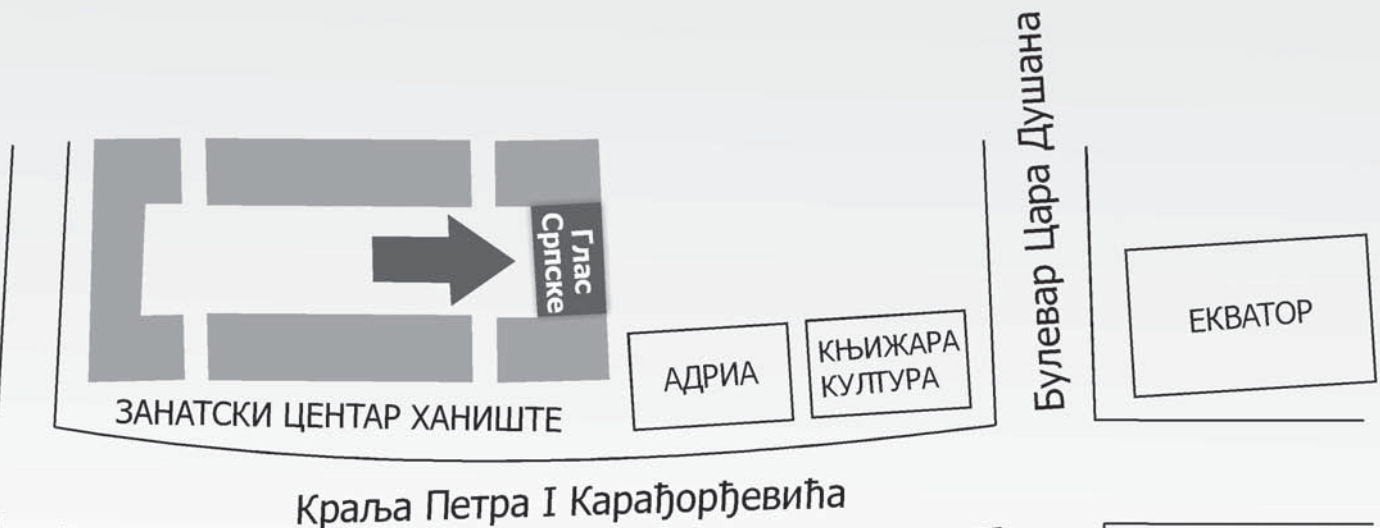 Булевар Цара Душана
Глас
Српске
АДРИА
КЊИЖАРА
КУЛТУРА
ЕКВАТОР
ЗАНАТСКИ ЦЕНТАР ХАНИШТЕ
Краља Петра I Карађорђевића